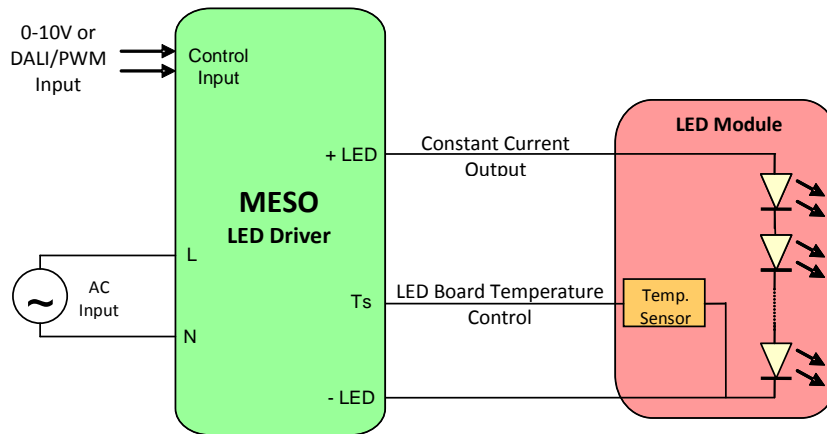 0-10V or
DALI/PWM
Input
Control
Input
LED Module
+ LED
Constant Current
Output
MESO
LED Driver
L
AC
Input
~
N
Ts
LED Board Temperature
Control
Temp.
Sensor
- LED